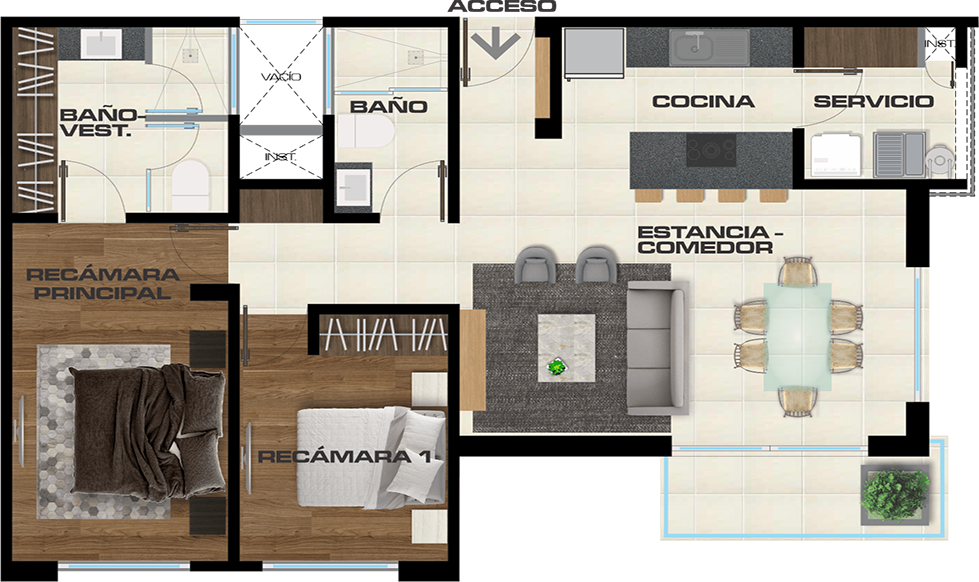 ACCESO
INST.
VACÍO
COCINA
SERVICIO
BAÑO
BAÑO-
VEST.
INST.
ESTANCIA -
COMEDOR
RECÁMARA
PRINCIPAL
RECÁMARA 1